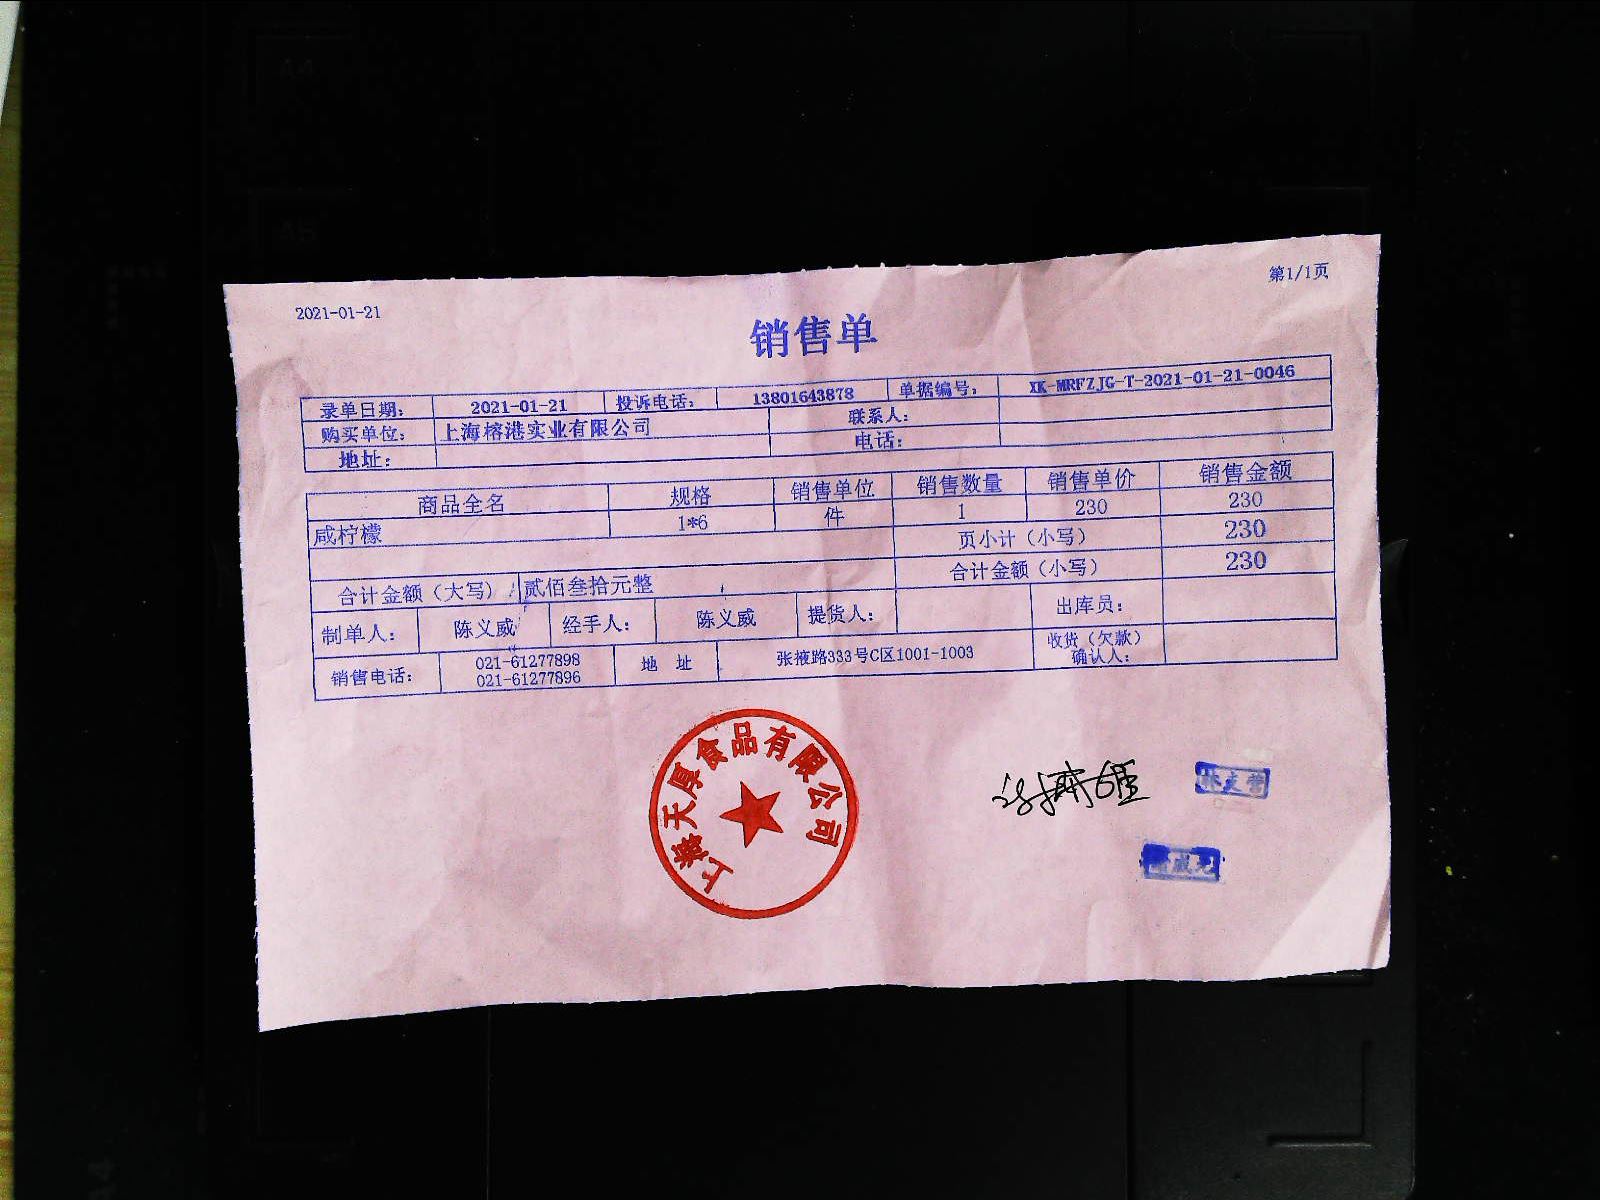 2021-01-21
第1/1页
销售单
录单日期: 2021-01-21 投诉电话: 13801643878 单据编号: XK-MRFZJG-T-2021-01-21-0046
购买单位: 上海榕港实业有限公司 联系人:
地址: 电话:
商品全名 规格 销售单位 销售数量 销售单价 销售金额
咸柠檬 1*6 件 1 230 230
页小计（小写） 230
合计金额（大写） 贰佰叁拾元整 合计金额（小写） 230
制单人: 陈义威 经手人: 陈义威 提货人: 出库员:
销售电话: 021-61277898 地 址 张掖路333号C区1001-1003 收货（欠款）
021-61277896 确认人:
上海天厚食品有限公司